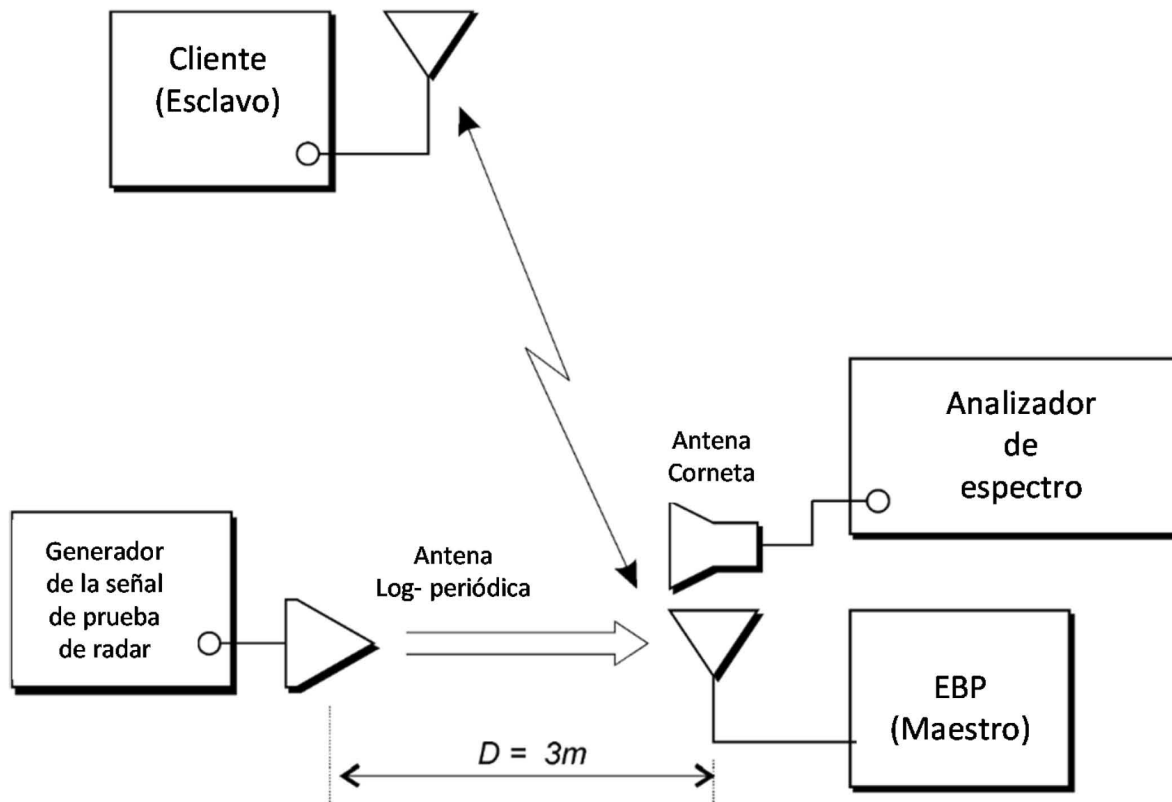 Cliente
(Esclavo)
Antena
Corneta
Analizador
de
espectro
Generador
de la señal
de prueba
de radar
Antena
Log- periódica
EBP
(Maestro)
D = 3m